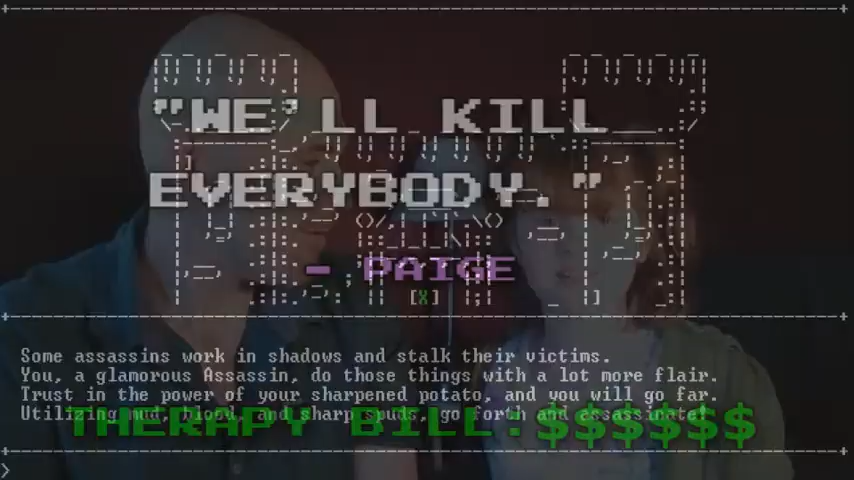 "WE'LL KILL
EVERYBODY."
- PAIGE
[X]
Some assassins work in shadows and stalk their victims.
You, a glamorous Assassin, do those things with a lot more flair.
Trust in the power of your sharpened potato, and you will go far.
Utilizing mud, blood, and sharp spuds, go forth and assassinate!
THERAPY BILL:$$$$$$
>